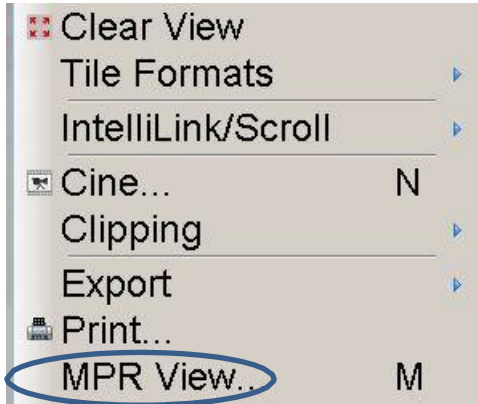 Clear View
Tile Formats
IntelliLink/Scroll
Cine... N
Clipping
Export
Print...
MPR View.. M